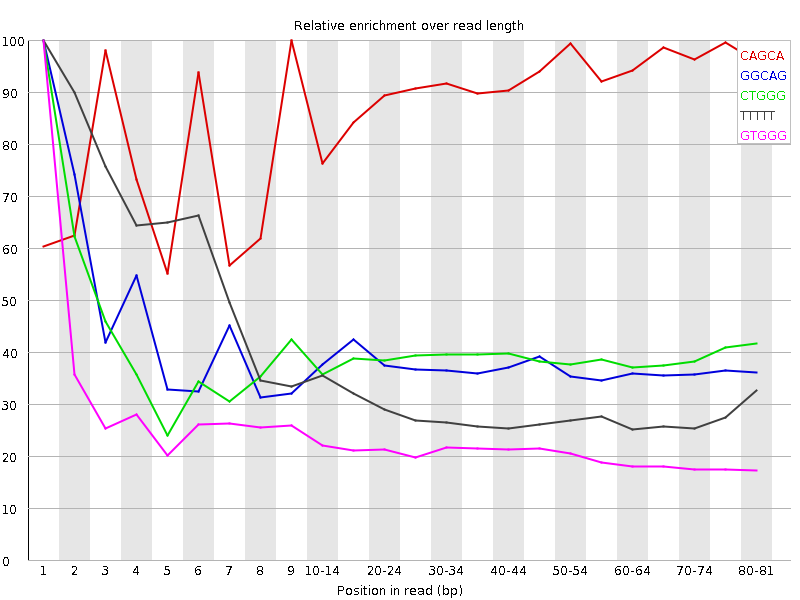 Relative enrichment over read length
100
90
80
70
60
50
40
30
20
10
0
CAGCA
GGCAG
CTGGG
TTTTT
GTGGG
1 2 3 4 5 6 7 8 9 10-14 20-24 30-34 40-44 50-54 60-64 70-74 80-81
Position in read (bp)